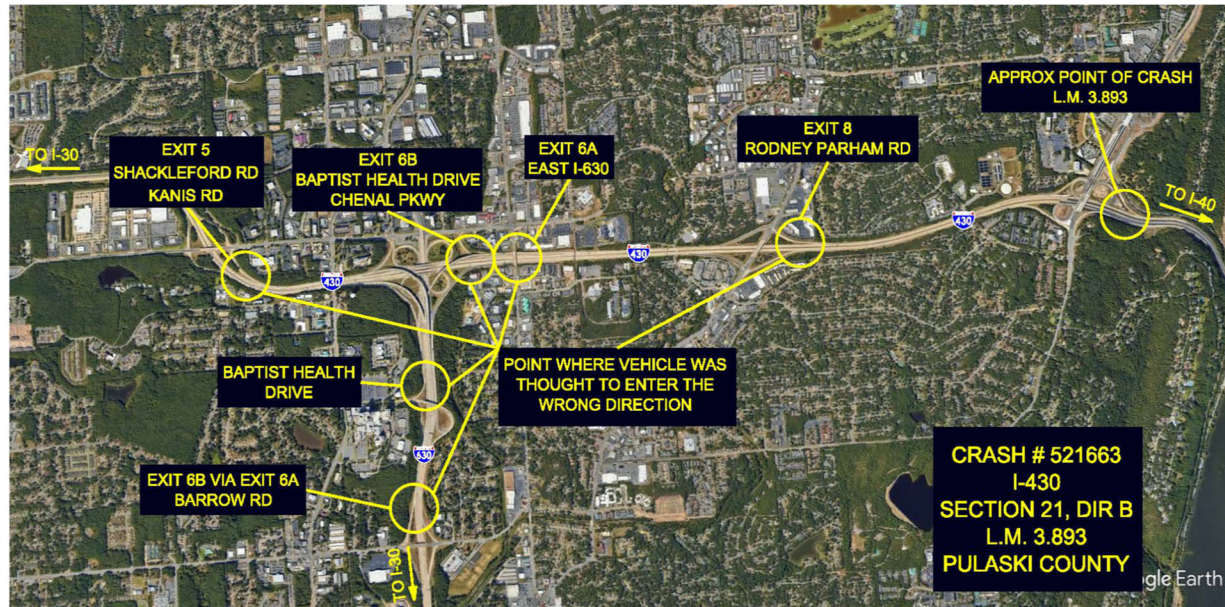 APPROX POINT OF CRASH
L.M. 3.893
EXIT 8
RODNEY PARHAM RD
EXIT 6A
EAST I-630
EXIT 6B
BAPTIST HEALTH DRIVE
CHENAL PKWY
EXIT 5
SHACKLEFORD RD
KANIS RD
TO I-30
TO I-40
430
430
430
BAPTIST HEALTH
DRIVE
POINT WHERE VEHICLE WAS
THOUGHT TO ENTER THE
WRONG DIRECTION
630
EXIT 6B VIA EXIT 6A
BARROW RD
TO I-30
CRASH # 521663
I-430
SECTION 21, DIR B
L.M. 3.893
PULASKI COUNTY
ogle Earth